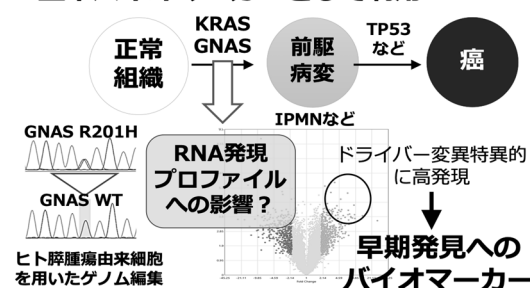 KRAS
GNAS
TP53
など
正常
組織
前駆
病変
癌
IPMNなど
GNAS R201H
GNAS WT
RNA発現
プロファイル
への影響？
ドライバー変異特異的
に高発現
早期発見への
バイオマーカー
ヒト膵腫瘍由来細胞
を用いたゲノム編集